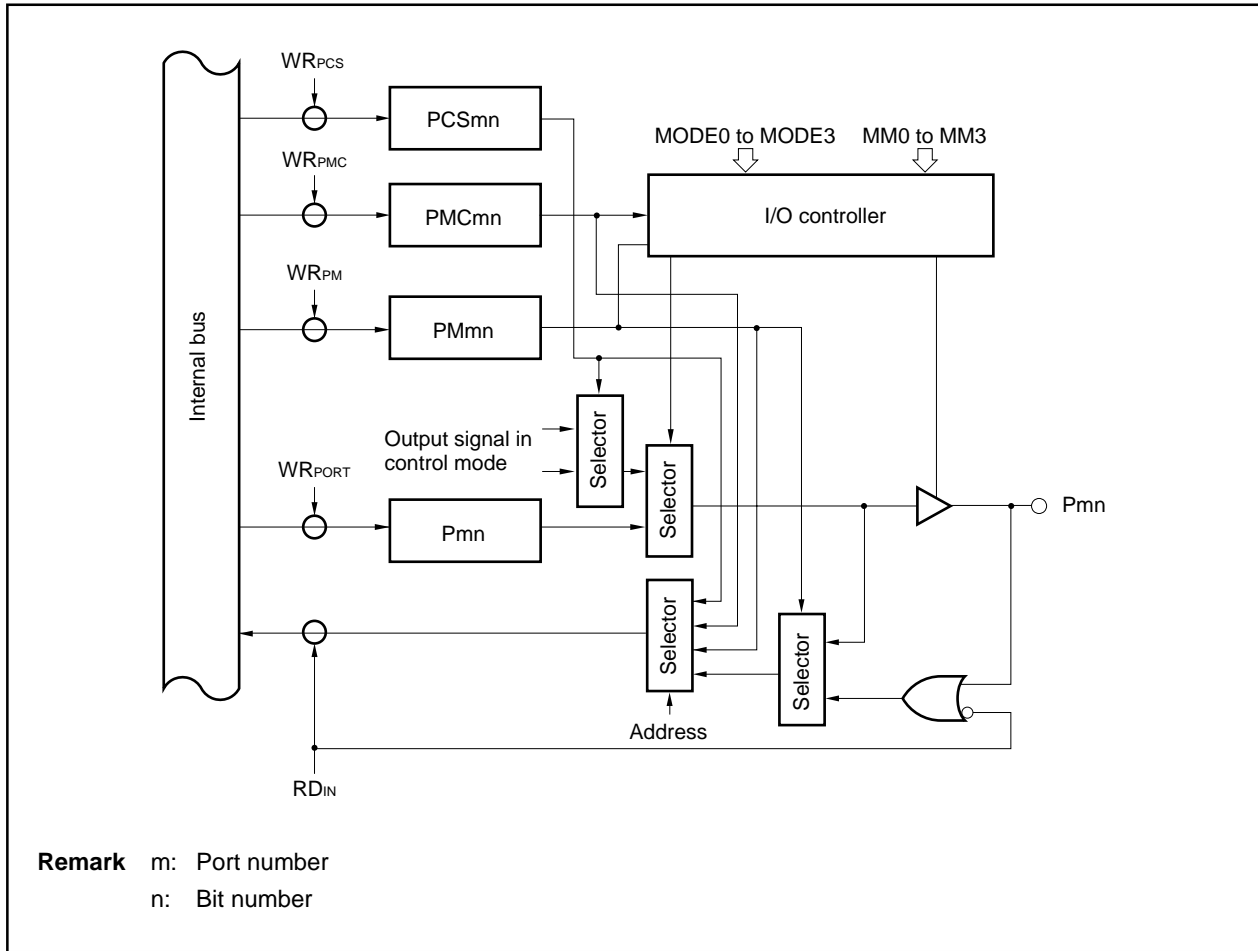 WRPCS
PCSmn
MODE0 to MODE3
MM0 to MM3
WRPMC
PMCmn
I/O controller
WRPM
PMmn
Internal bus
Output signal in
control mode
Selector
Selector
WRPORT
Pmn
Pmn
Selector
Selector
Address
RDIN
Remark m: Port number
n: Bit number